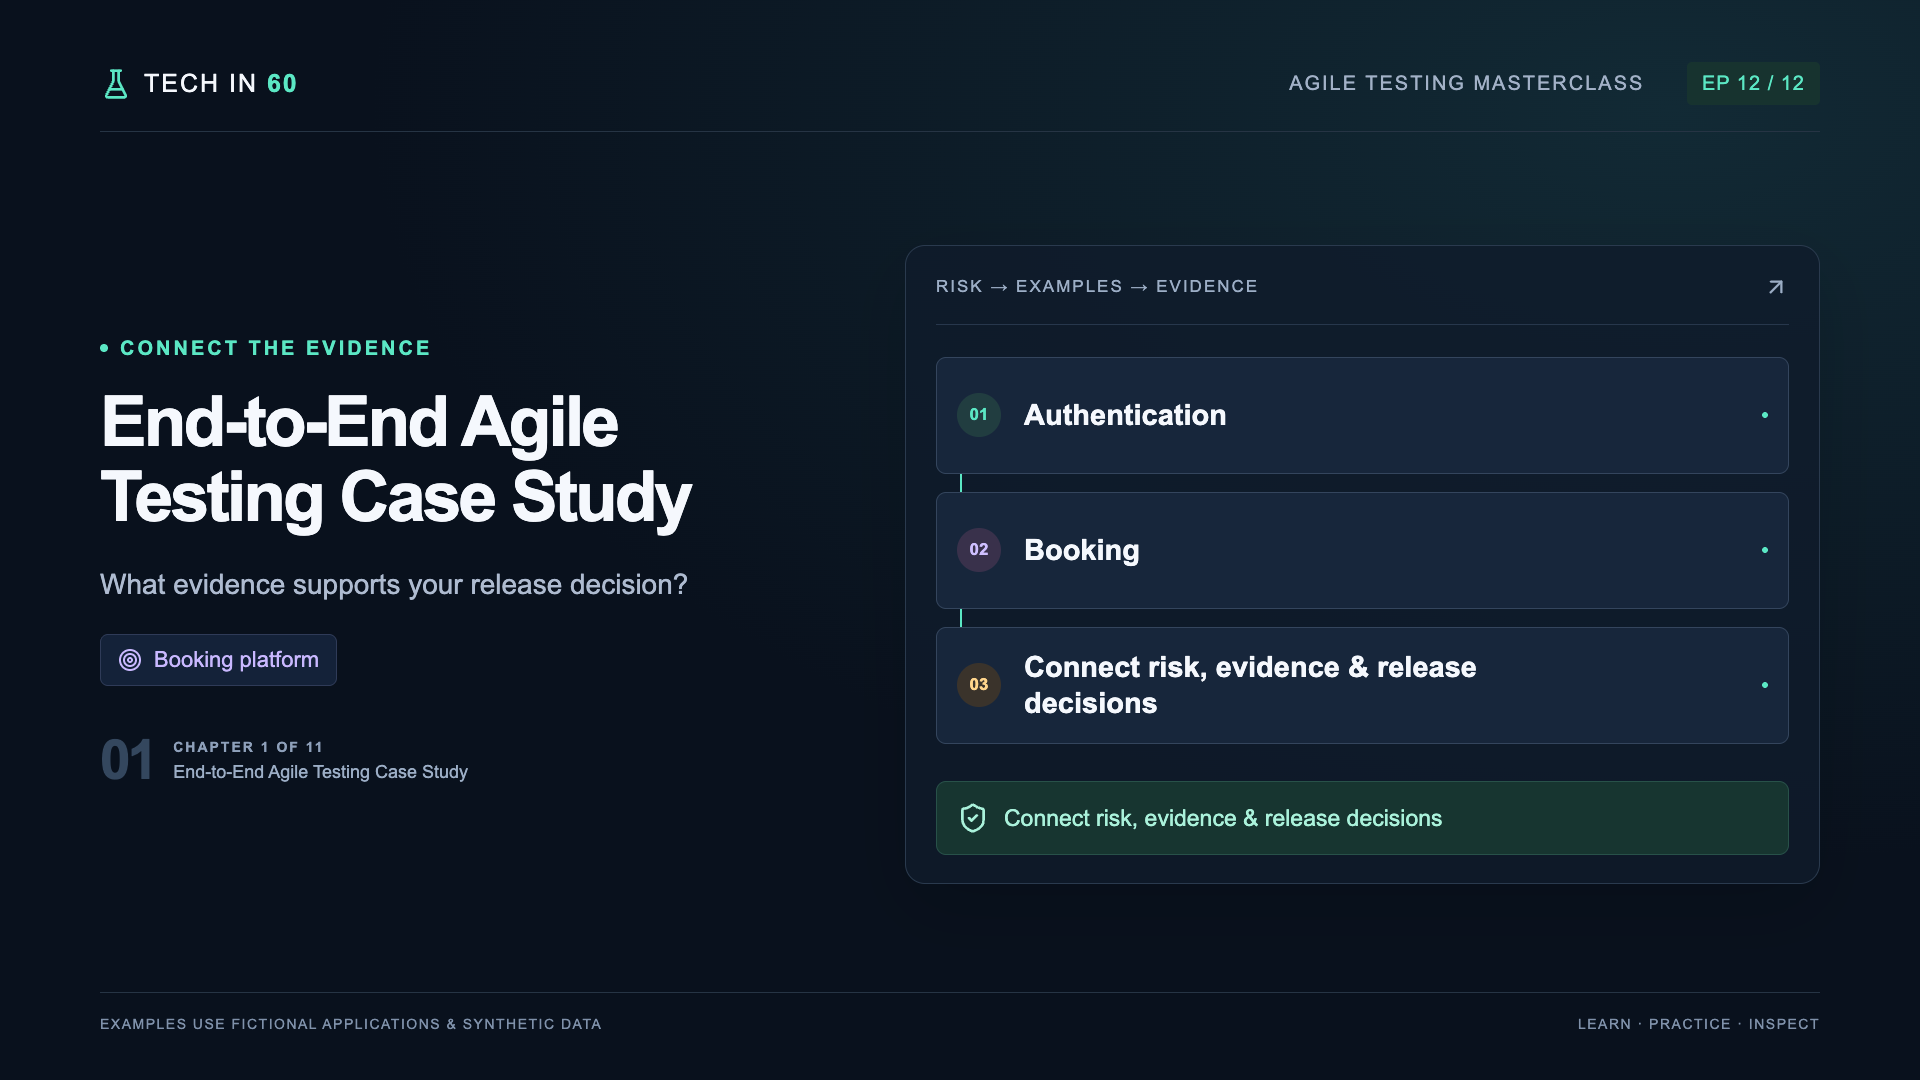 TECH IN 60
AGILE TESTING MASTERCLASS
EP 12 / 12
• CONNECT THE EVIDENCE
End-to-End Agile
Testing Case Study
What evidence supports your release decision?
Booking platform
01
CHAPTER 1 OF 11
End-to-End Agile Testing Case Study
RISK → EXAMPLES → EVIDENCE
01
Authentication
02
Booking
03
Connect risk, evidence & release
decisions
Connect risk, evidence & release decisions
EXAMPLES USE FICTIONAL APPLICATIONS & SYNTHETIC DATA
LEARN · PRACTICE · INSPECT